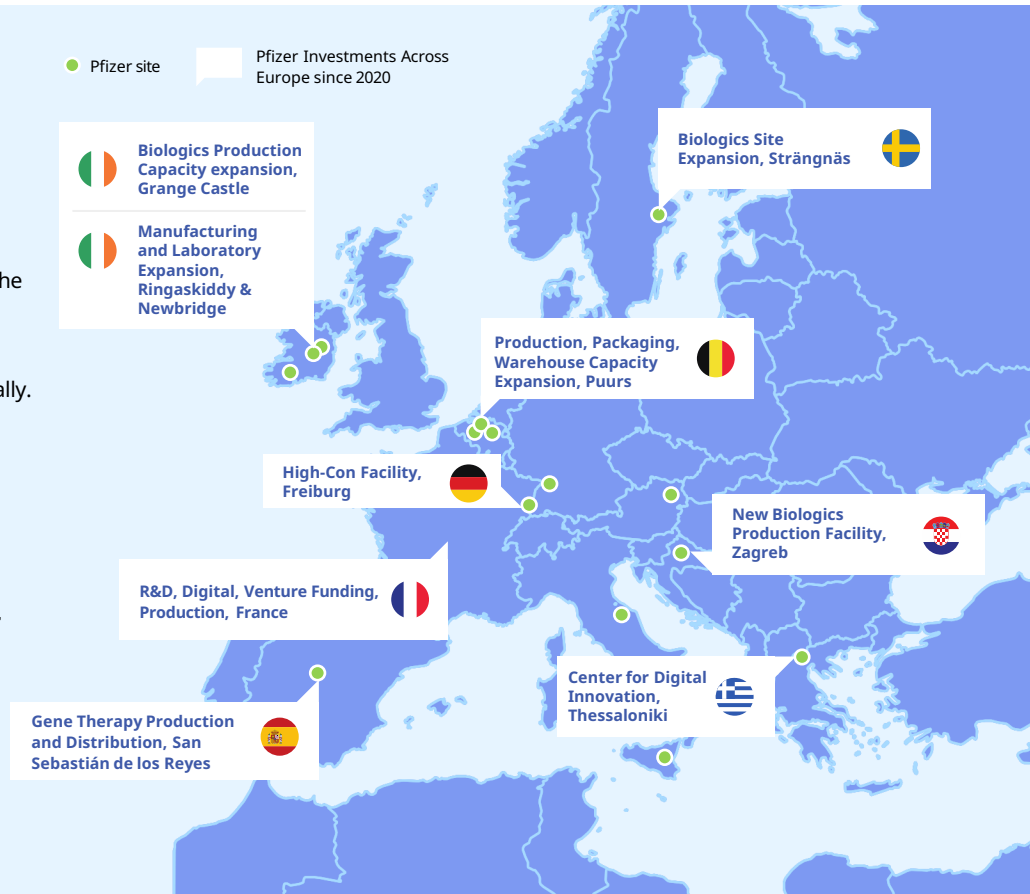 Pfizer site
Pfizer Investments Across
Europe since 2020
Biologics Production
Capacity expansion,
Grange Castle
Manufacturing
and Laboratory
Expansion,
Ringaskiddy &
Newbridge
Biologics Site
Expansion, Strängnäs
he
Production, Packaging,
Warehouse Capacity
Expansion, Puurs
ally.
High-Con Facility,
Freiburg
New Biologics
Production Facility,
Zagreb
R&D, Digital, Venture Funding,
Production, France
Center for Digital
Innovation,
Thessaloniki
Gene Therapy Production
and Distribution, San
Sebastián de los Reyes